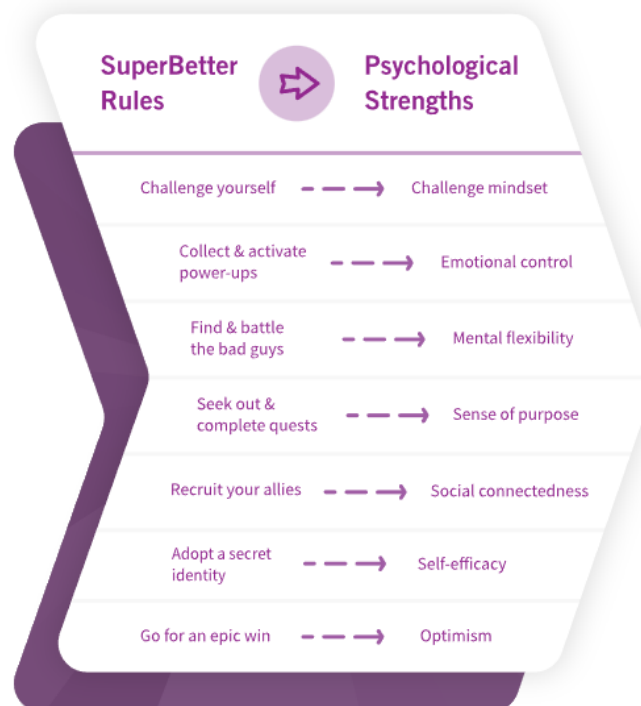 SuperBetter
Rules
Psychological
Strengths
Challenge yourself
Challenge mindset
Collect & activate
power-ups
Emotional control
Find & battle
the bad guys
Mental flexibility
Seek out &
complete quests
Sense of purpose
Recruit your allies
Social connectedness
Adopt a secret
identity
Self-efficacy
Go for an epic win
Optimism